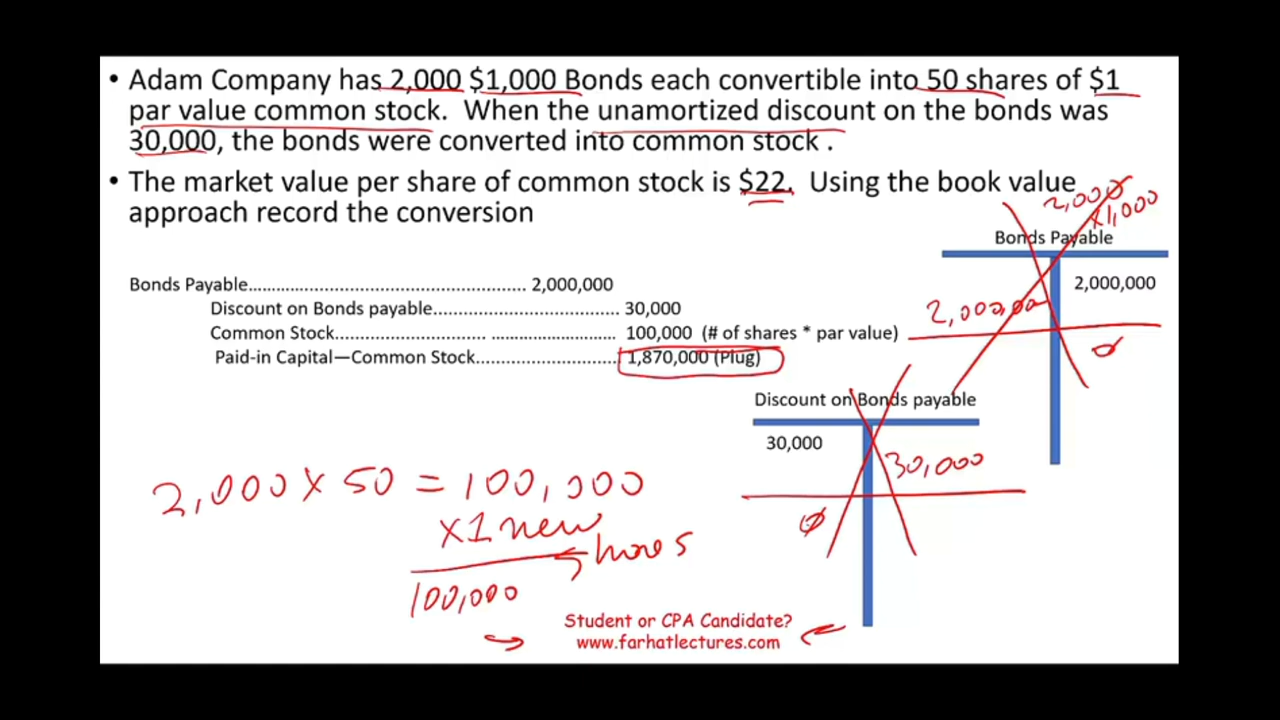 • Adam Company has 2,000 $1,000 Bonds each convertible into 50 shares of $1
par value common stock. When the unamortized discount on the bonds was
30,000, the bonds were converted into common stock .
• The market value per share of common stock is $22. Using the book value
approach record the conversion
2,000
x1,000
Bonds Payable
2,000,000
2,000,000
0
Bonds Payable.................................................... 2,000,000
Discount on Bonds payable................................... 30,000
Common Stock............................ ......................... 100,000 (# of shares * par value)
Paid-in Capital—Common Stock........................... 1,870,000 (Plug)
Discount on Bonds payable
30,000
30,000
0
2,000 x 50 = 100,000
x1 new
shares
100,000
Student or CPA Candidate?
www.farhatlectures.com